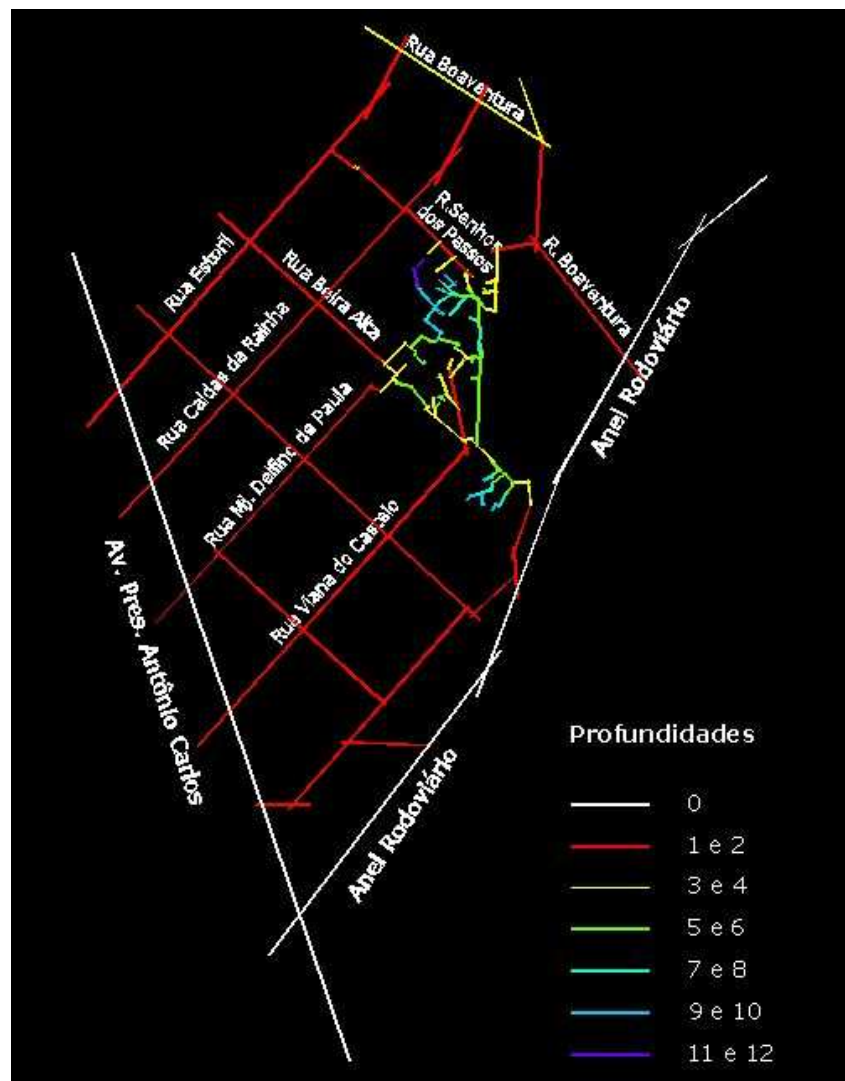 Rua Boaventura
R.Senhor
dos Passos
R. Boaventura
Rua Estoril
Rua Beira Alta
Rua Caldas da Rainha
Anel Rodoviário
Rua Mj. Delfino de Paula
Rua Viana do Castelo
Av. Pres. Antônio Carlos
Anel Rodoviário
Profundidades
0
1 e 2
3 e 4
5 e 6
7 e 8
9 e 10
11 e 12